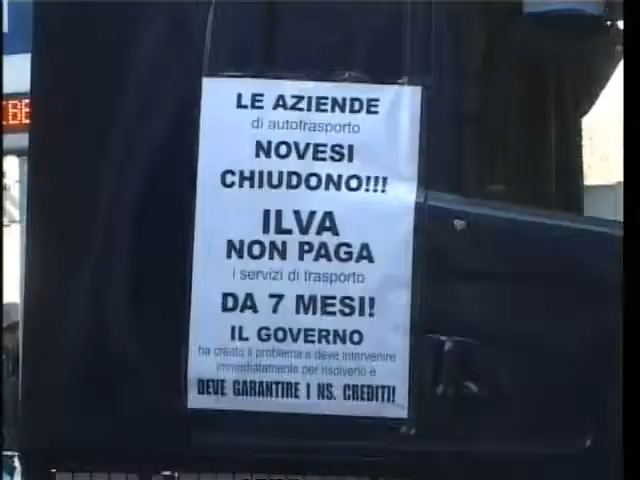 .BE
LE AZIENDE
di autotrasporto
NOVESI
CHIUDONO!!!
ILVA
NON PAGA
i servizi di trasporto
DA 7 MESI!
IL GOVERNO
ha creato il problema e deve intervenire
immediatamente per risolverlo e
DEVE GARANTIRE I NS. CREDITI!